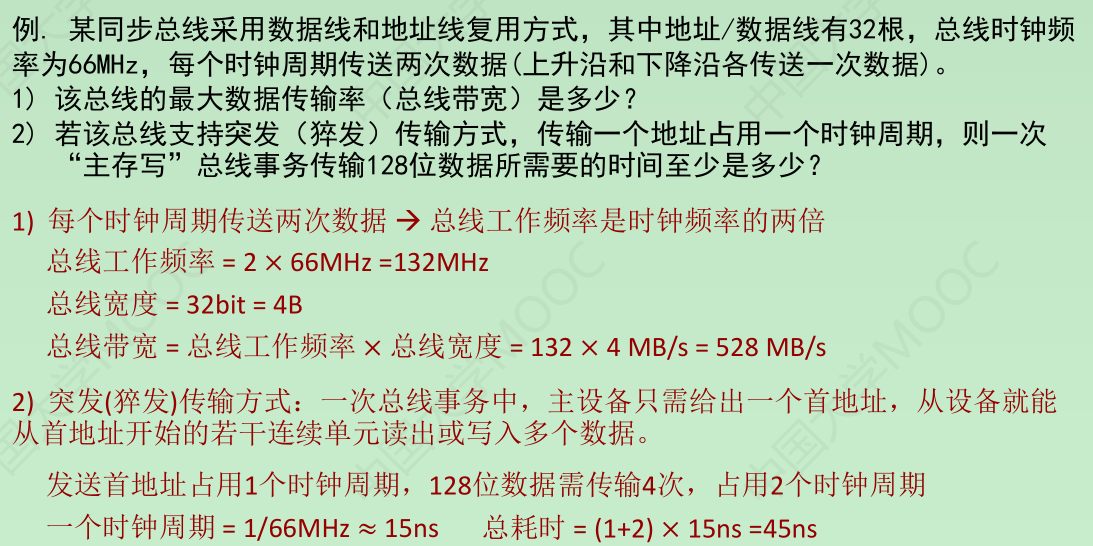 例. 某同步总线采用数据线和地址线复用方式，其中地址/数据线有32根，总线时钟频
率为66MHz，每个时钟周期传送两次数据(上升沿和下降沿各传送一次数据)。
1) 该总线的最大数据传输率（总线带宽）是多少？
2) 若该总线支持突发（猝发）传输方式，传输一个地址占用一个时钟周期，则一次
“主存写”总线事务传输128位数据所需要的时间至少是多少？
1) 每个时钟周期传送两次数据 → 总线工作频率是时钟频率的两倍
总线工作频率 = 2 × 66MHz =132MHz
总线宽度 = 32bit = 4B
总线带宽 = 总线工作频率 × 总线宽度 = 132 × 4 MB/s = 528 MB/s
2) 突发(猝发)传输方式：一次总线事务中，主设备只需给出一个首地址，从设备就能
从首地址开始的若干连续单元读出或写入多个数据。
发送首地址占用1个时钟周期，128位数据需传输4次，占用2个时钟周期
一个时钟周期 = 1/66MHz ≈ 15ns 总耗时 = (1+2) × 15ns =45ns